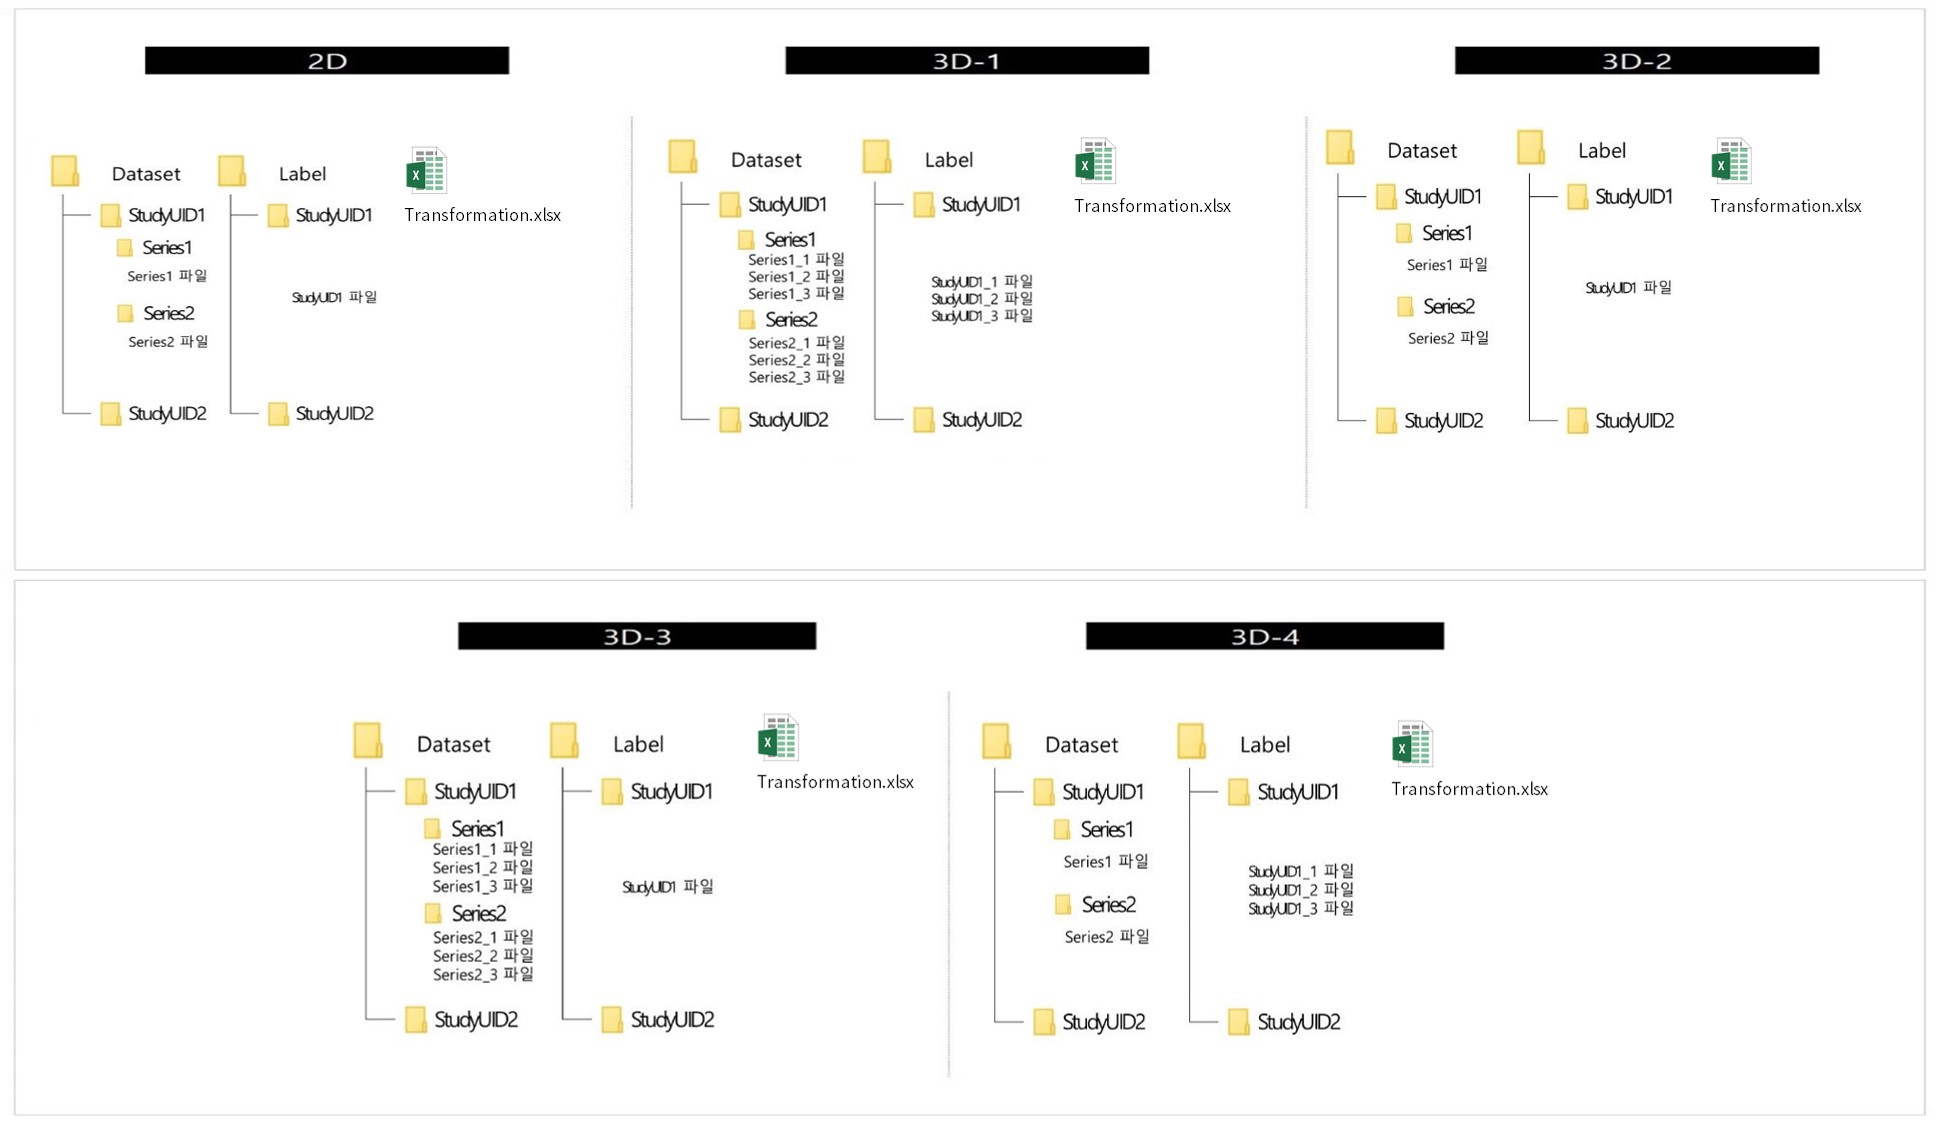 2D
Dataset
StudyUID1
Series1
Series1 파일
Series2
Series2 파일
StudyUID2
Label
StudyUID1
StudyUID1 파일
StudyUID2
Transformation.xlsx
3D-1
Dataset
StudyUID1
Series1
Series1_1 파일
Series1_2 파일
Series1_3 파일
Series2
Series2_1 파일
Series2_2 파일
Series2_3 파일
StudyUID2
Label
StudyUID1
StudyUID1_1 파일
StudyUID1_2 파일
StudyUID1_3 파일
StudyUID2
Transformation.xlsx
3D-2
Dataset
StudyUID1
Series1
Series1 파일
Series2
Series2 파일
StudyUID2
Label
StudyUID1
StudyUID1 파일
StudyUID2
Transformation.xlsx
3D-3
Dataset
StudyUID1
Series1
Series1_1 파일
Series1_2 파일
Series1_3 파일
Series2
Series2_1 파일
Series2_2 파일
Series2_3 파일
StudyUID2
Label
StudyUID1
StudyUID1 파일
StudyUID2
Transformation.xlsx
3D-4
Dataset
StudyUID1
Series1
Series1 파일
Series2
Series2 파일
StudyUID2
Label
StudyUID1
StudyUID1_1 파일
StudyUID1_2 파일
StudyUID1_3 파일
StudyUID2
Transformation.xlsx